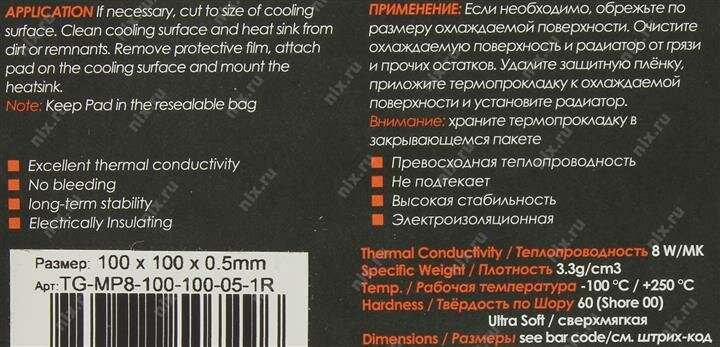 APPLICATION If necessary, cut to size of cooling
surface. Clean cooling surface and heat sink from
dirt or remnants. Remove protective film, attach
pad on the cooling surface and mount the
heatsink.
Note: Keep Pad in the resealable bag
Excellent thermal conductivity
No bleeding
long-term stability
Electrically Insulating
Размер: 100 x 100 x 0.5mm
Арт: TG-MP8-100-100-05-1R
ПРИМЕНЕНИЕ: Если необходимо, обрежьте по
размеру охлаждаемой поверхности. Очистите
охлаждаемую поверхность и радиатор от грязи
и прочих остатков. Удалите защитную плёнку,
приложите термопрокладку к охлаждаемой
поверхности и установите радиатор.
Внимание: храните термопрокладку в
закрывающемся пакете
Превосходная теплопроводность
Не подтекает
Высокая стабильность
Электроизоляционная
Thermal Conductivity / Теплопроводность 8 W/MK
Specific Weight / Плотность 3.3g/cm3
Temp. / Рабочая температура -100 °C / +250 °C
Hardness / Твёрдость по Шору 60 (Shore 00)
Ultra Soft / сверхмягкая
Dimensions / Размеры see bar code/см. штрих-код
nix.ru